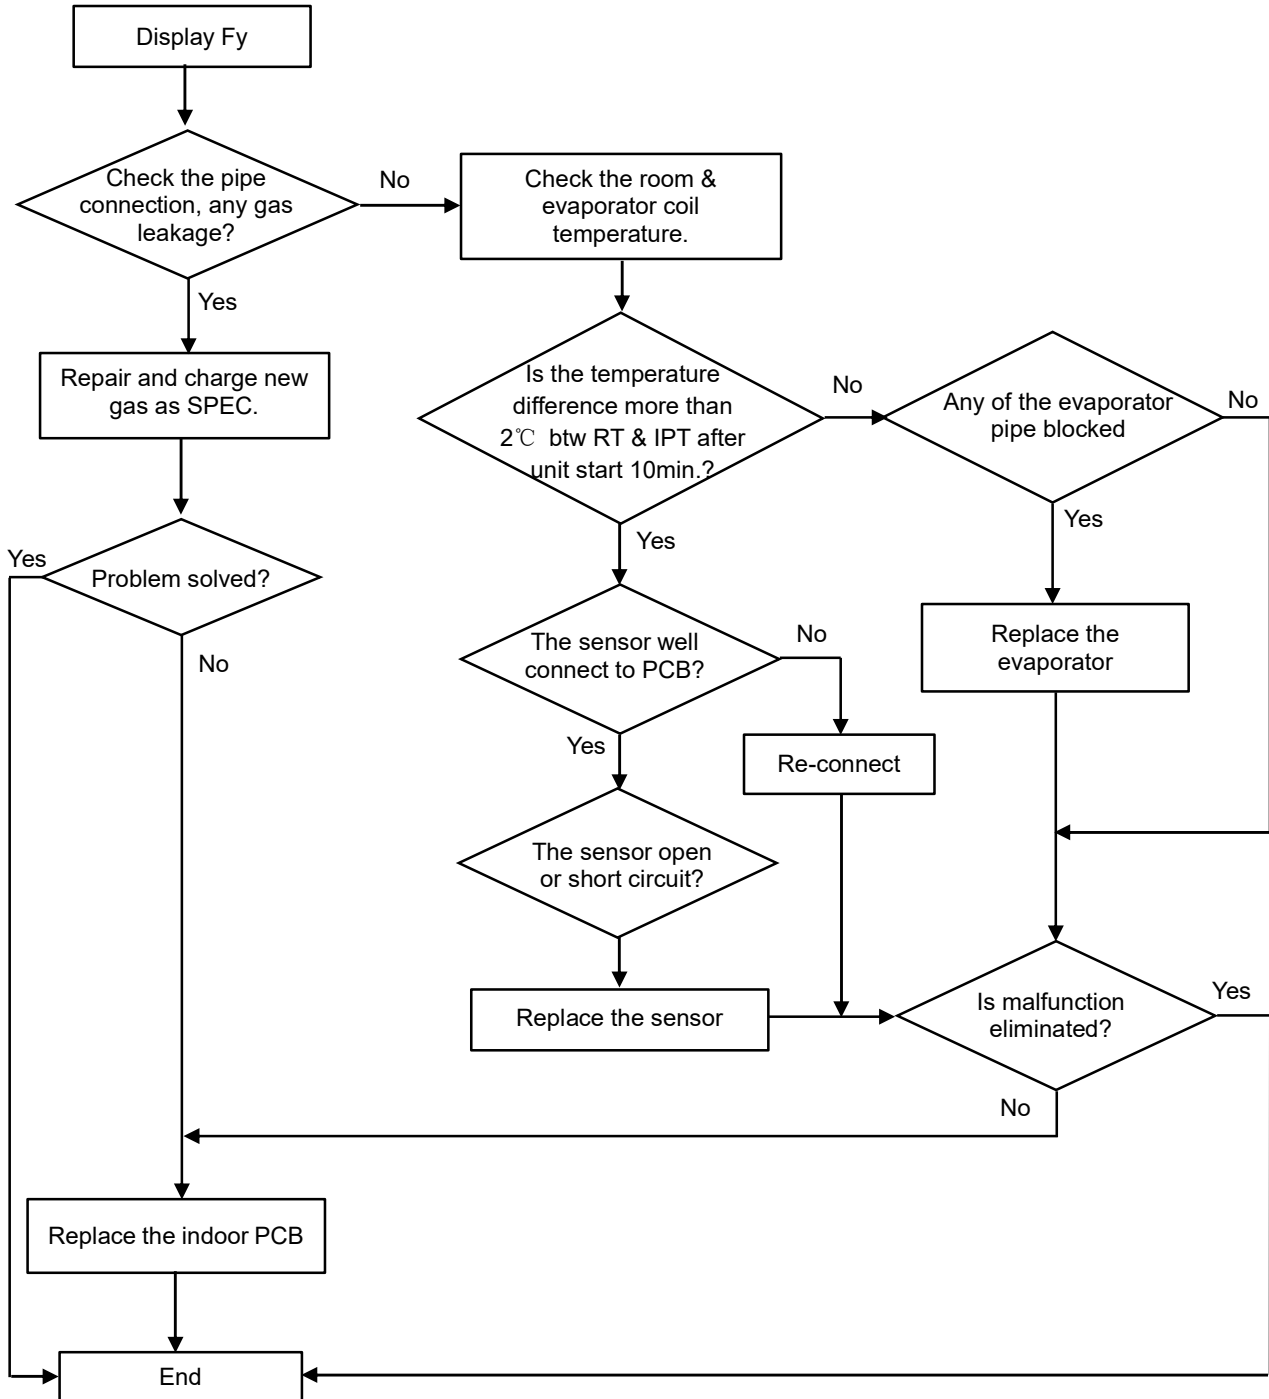 Display Fy
Check the pipe
connection, any gas
leakage?
No
Check the room &
evaporator coil
temperature.
Yes
Repair and charge new
gas as SPEC.
Is the temperature
difference more than
2℃ btw RT & IPT after
unit start 10min.?
No
Any of the evaporator
pipe blocked
No
Yes
Yes
Yes
Problem solved?
No
The sensor well
connect to PCB?
No
Replace the
evaporator
Yes
Re-connect
The sensor open
or short circuit?
Replace the sensor
Is malfunction
eliminated?
Yes
No
Replace the indoor PCB
End